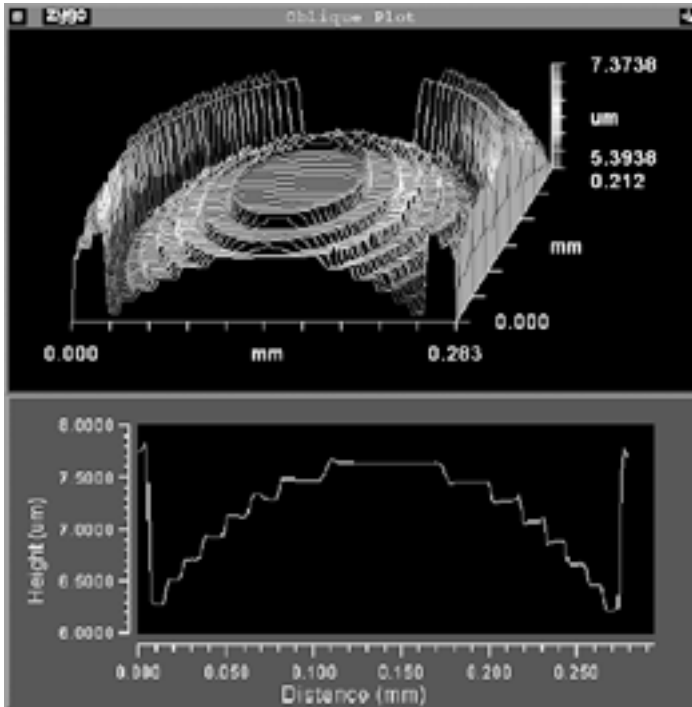 zygo Oblique Plot
7.3738
um
5.3938
0.212
mm
0.000
0.000 mm 0.283
8.0000
7.5000
7.0000
6.5000
6.0000
Height (um)
0.000 0.050 0.100 0.150 0.200 0.250
Distance (mm)